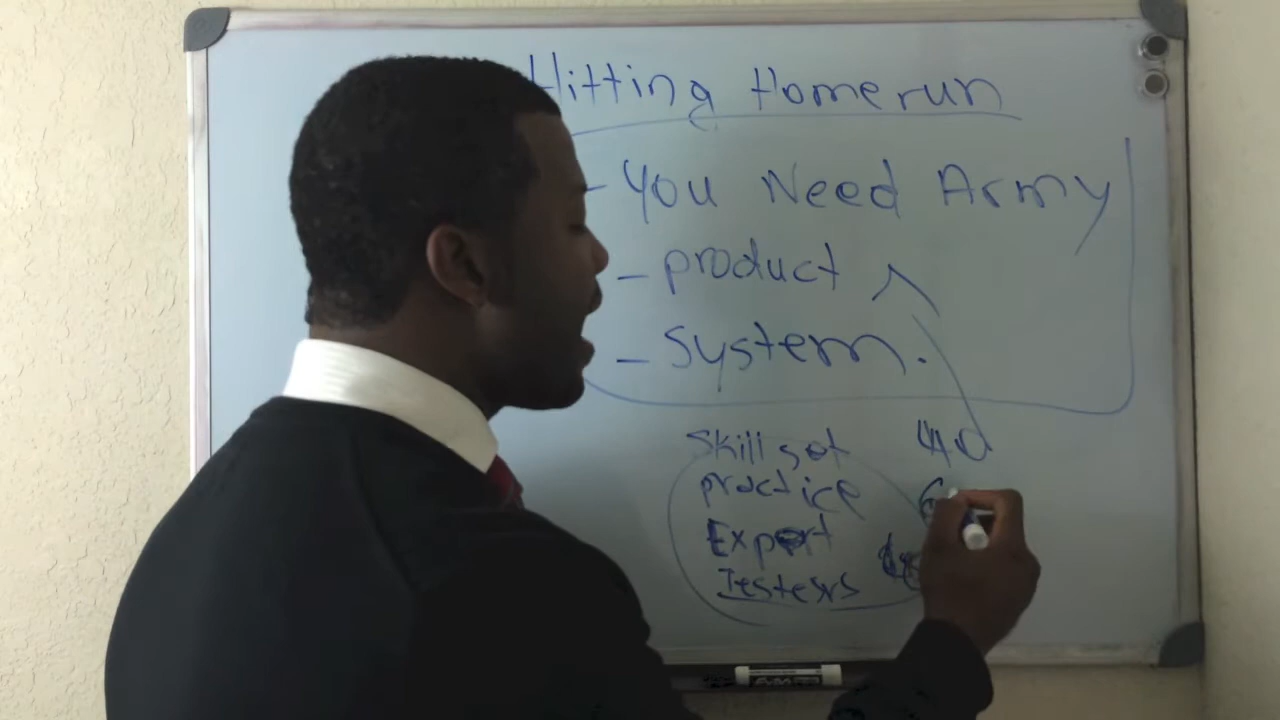 Hitting Homerun
- You Need Army
- product
- System.
Skill set 40
practice
Expert
Testers